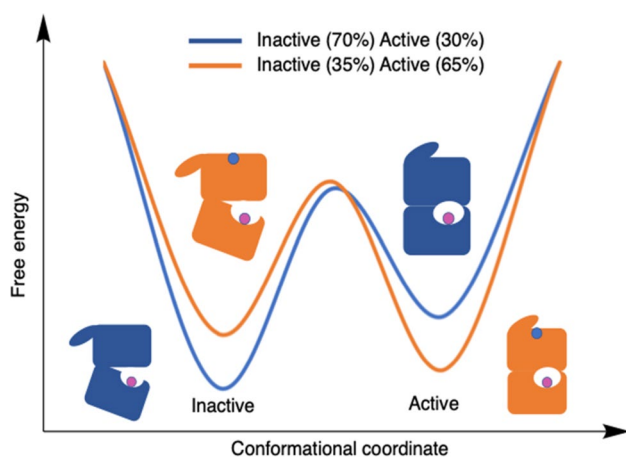 Inactive (70%) Active (30%)
Inactive (35%) Active (65%)
Free energy
Inactive
Active
Conformational coordinate